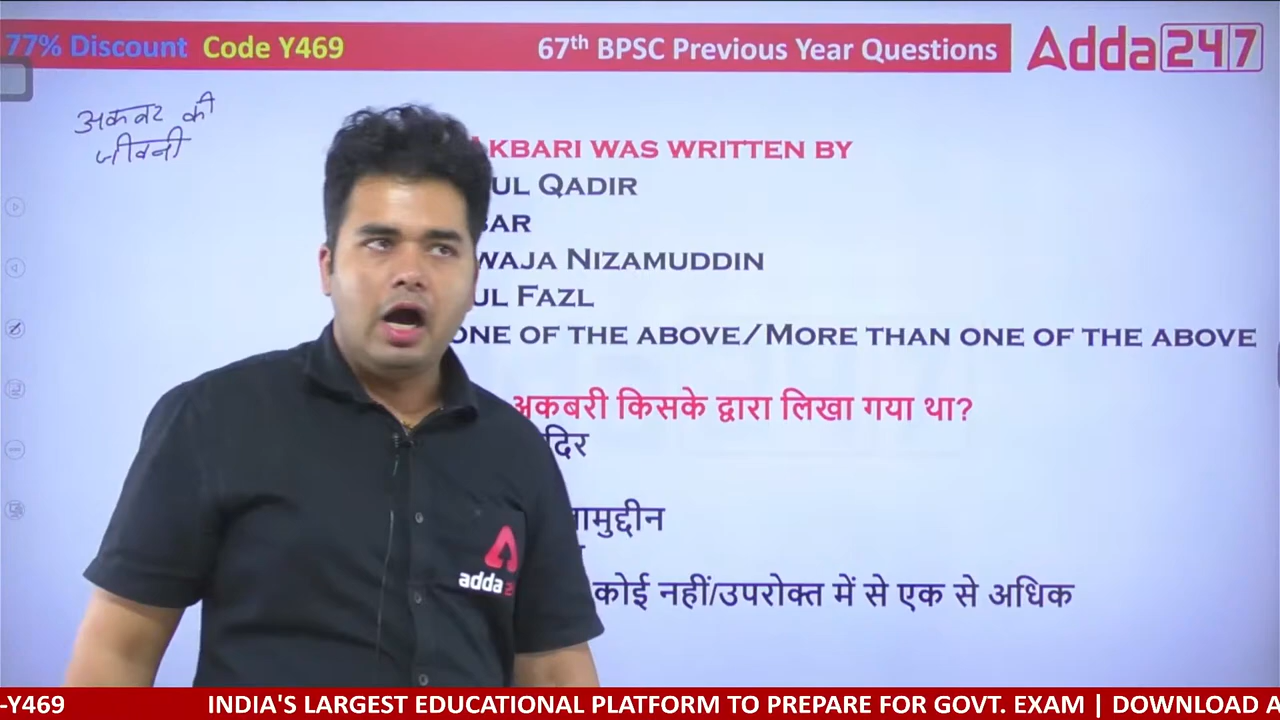 77% Discount Code Y469
67th BPSC Previous Year Questions
Adda247
अकबर की
जीवनी
AKBARI WAS WRITTEN BY
UL QADIR
BAR
WAJA NIZAMUDDIN
UL FAZL
ONE OF THE ABOVE/MORE THAN ONE OF THE ABOVE
अकबरी किसके द्वारा लिखा गया था?
दिर
ामुद्दीन
कोई नहीं/उपरोक्त में से एक से अधिक
adda 2
-Y469
INDIA'S LARGEST EDUCATIONAL PLATFORM TO PREPARE FOR GOVT. EXAM | DOWNLOAD A